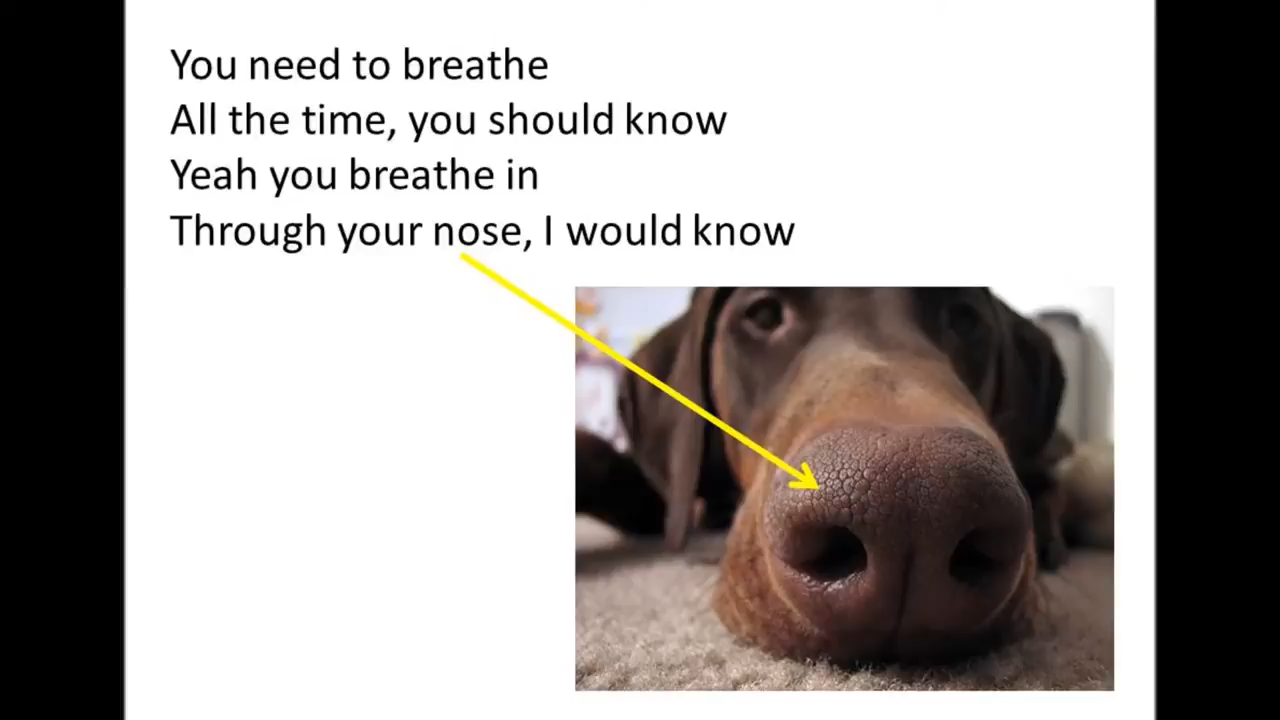 You need to breathe
All the time, you should know
Yeah you breathe in
Through your nose, I would know